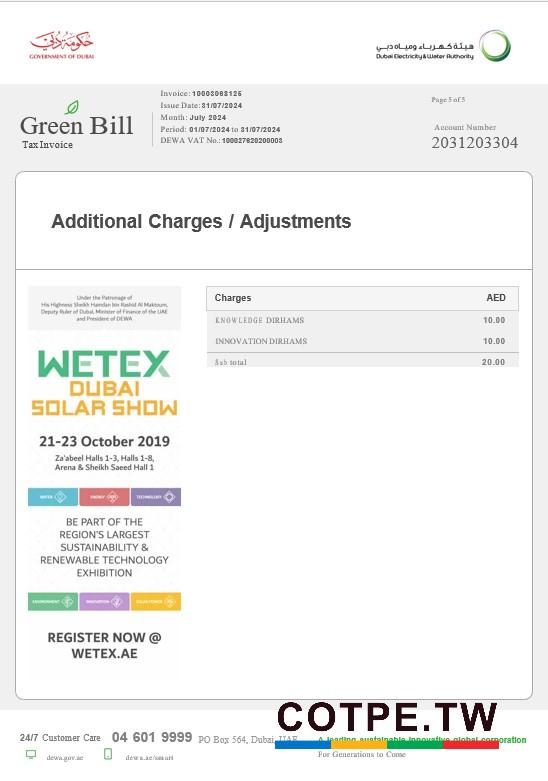 حكومة دبي
GOVERNMENT OF DUBAI
هيئة كهرباء ومياه دبي
Dubai Electricity & Water Authority
Invoice: 10003068125
Issue Date: 31/07/2024
Month: July 2024
Period: 01/07/2024 to 31/07/2024
DEWA VAT No.: 100027620200003
Page 5 of 5
Green Bill
Tax Invoice
Account Number
2031203304
Additional Charges / Adjustments
Under the Patronage of
His Highness Sheikh Hamdan bin Rashid Al Maktoum,
Deputy Ruler of Dubai, Minister of Finance of the UAE
and President of DEWA
WETEX
DUBAI
SOLAR SHOW
21-23 October 2019
Za'abeel Halls 1-3, Halls 1-8,
Arena & Sheikh Saeed Hall 1
WATER ENERGY TECHNOLOGY
BE PART OF THE
REGION'S LARGEST
SUSTAINABILITY &
RENEWABLE TECHNOLOGY
EXHIBITION
ENVIRONMENT INNOVATION SOLAR POWER
REGISTER NOW @
WETEX.AE
Charges AED
KNOWLEDGE DIRHAMS 10.00
INNOVATION DIRHAMS 10.00
Sub total 20.00
COTPE.TW
24/7 Customer Care 04 601 9999 PO Box 564, Dubai, UAE
A leading sustainable innovative global corporation
dewa.gov.ae dewa.ae/smart For Generations to Come